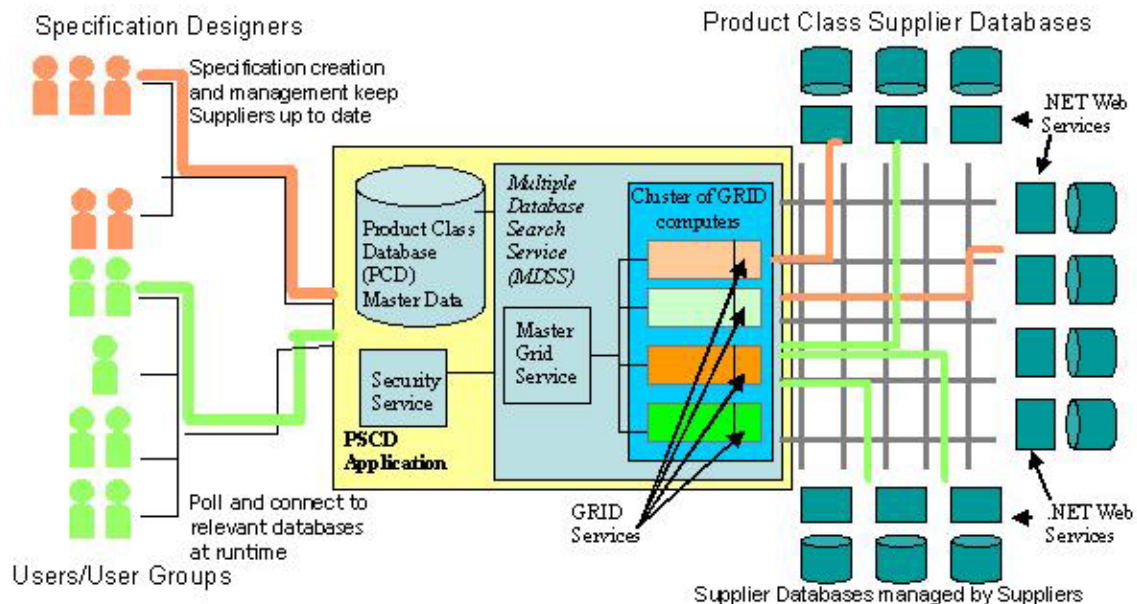 Specification Designers
Product Class Supplier Databases
Specification creation
and management keep
Suppliers up to date
.NET Web
Services
Product Class
Database
(PCD)
Master Data
Multiple
Database
Search
Service
(MDSS)
Cluster of GRID
computers
Master
Grid
Service
Security
Service
PSCD
Application
Poll and connect to
relevant databases
at runtime
GRID
Services
.NET Web
Services
Users/User Groups
Supplier Databases managed by Suppliers